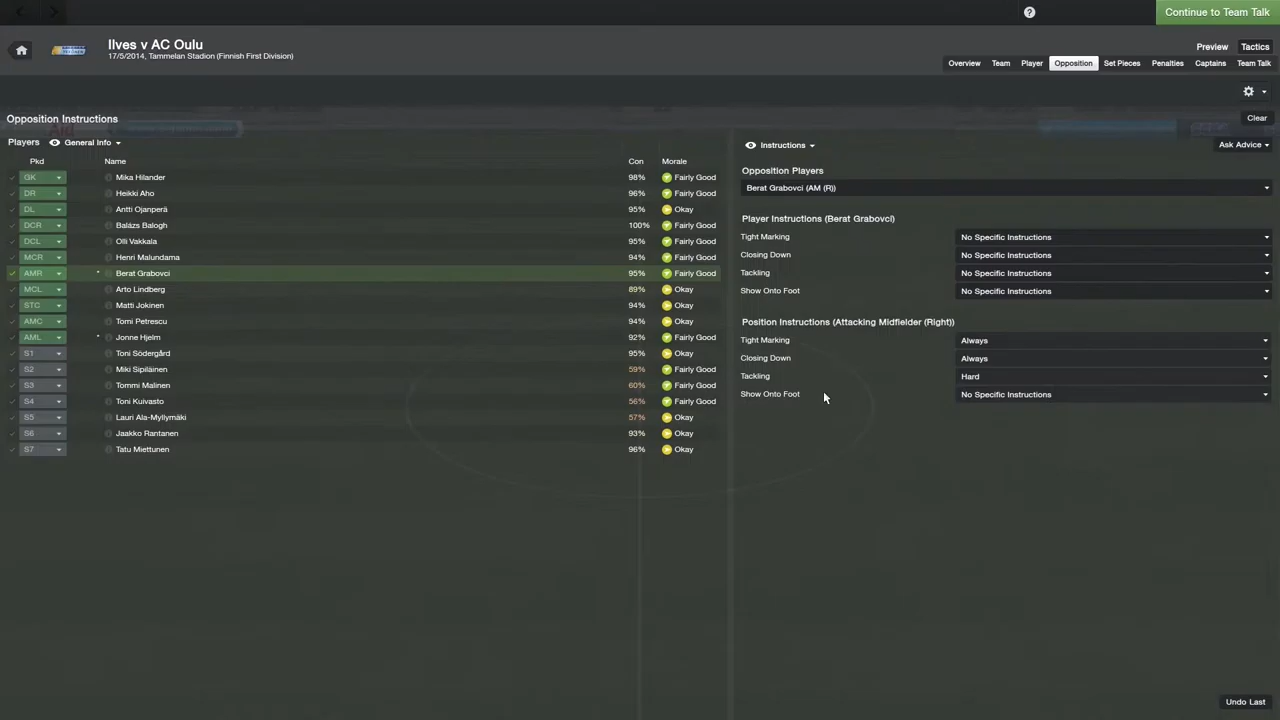 Continue to Team Talk
Ilves v AC Oulu
17/5/2014, Tammelan Stadion (Finnish First Division)
Preview Tactics
Overview Team Player Opposition Set Pieces Penalties Captains Team Talk
Opposition Instructions
Clear
Players General Info
Instructions
Ask Advice
Pkd Name Con Morale
GK Mika Hilander 98% Fairly Good
DR Heikki Aho 96% Fairly Good
DL Antti Ojanperä 95% Okay
DCR Balázs Balogh 100% Fairly Good
DCL Olli Vakkala 95% Fairly Good
MCR Henri Malundama 94% Fairly Good
AMR Berat Grabovci 95% Fairly Good
MCL Arto Lindberg 89% Okay
STC Matti Jokinen 94% Okay
AMC Tomi Petrescu 94% Okay
AML Jonne Hjelm 92% Fairly Good
S1 Toni Södergård 95% Okay
S2 Miki Sipiläinen 59% Fairly Good
S3 Tommi Malinen 60% Fairly Good
S4 Toni Kuivasto 56% Fairly Good
S5 Lauri Ala-Myllymäki 57% Okay
S6 Jaakko Rantanen 93% Okay
S7 Tatu Miettunen 96% Okay
Opposition Players
Berat Grabovci (AM (R))
Player Instructions (Berat Grabovci)
Tight Marking No Specific Instructions
Closing Down No Specific Instructions
Tackling No Specific Instructions
Show Onto Foot No Specific Instructions
Position Instructions (Attacking Midfielder (Right))
Tight Marking Always
Closing Down Always
Tackling Hard
Show Onto Foot No Specific Instructions
Undo Last